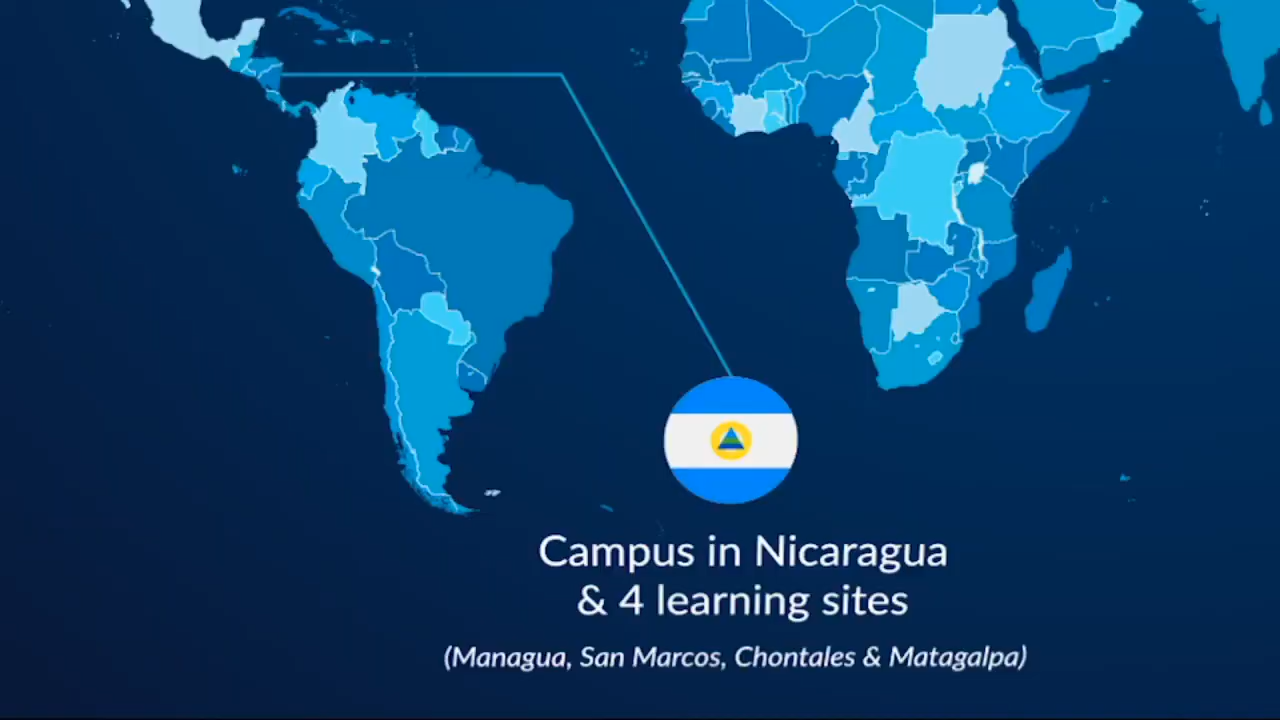 Campus in Nicaragua
& 4 learning sites
(Managua, San Marcos, Chontales & Matagalpa)